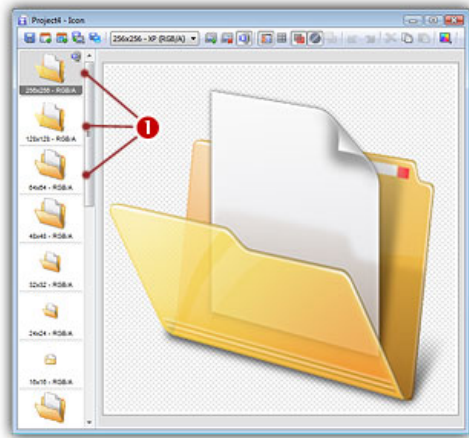 Project4 - Icon
256x256 - XP (RGB/A)
256x256 - RGB/A
128x128 - RGB/A
64x64 - RGB/A
48x48 - RGB/A
32x32 - RGB/A
24x24 - RGB/A
16x16 - RGB/A
1